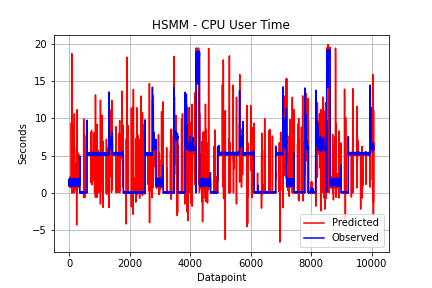 HSMM - CPU User Time
20
15
10
5
0
−5
Seconds
0 2000 4000 6000 8000 10000
Datapoint
Predicted
Observed